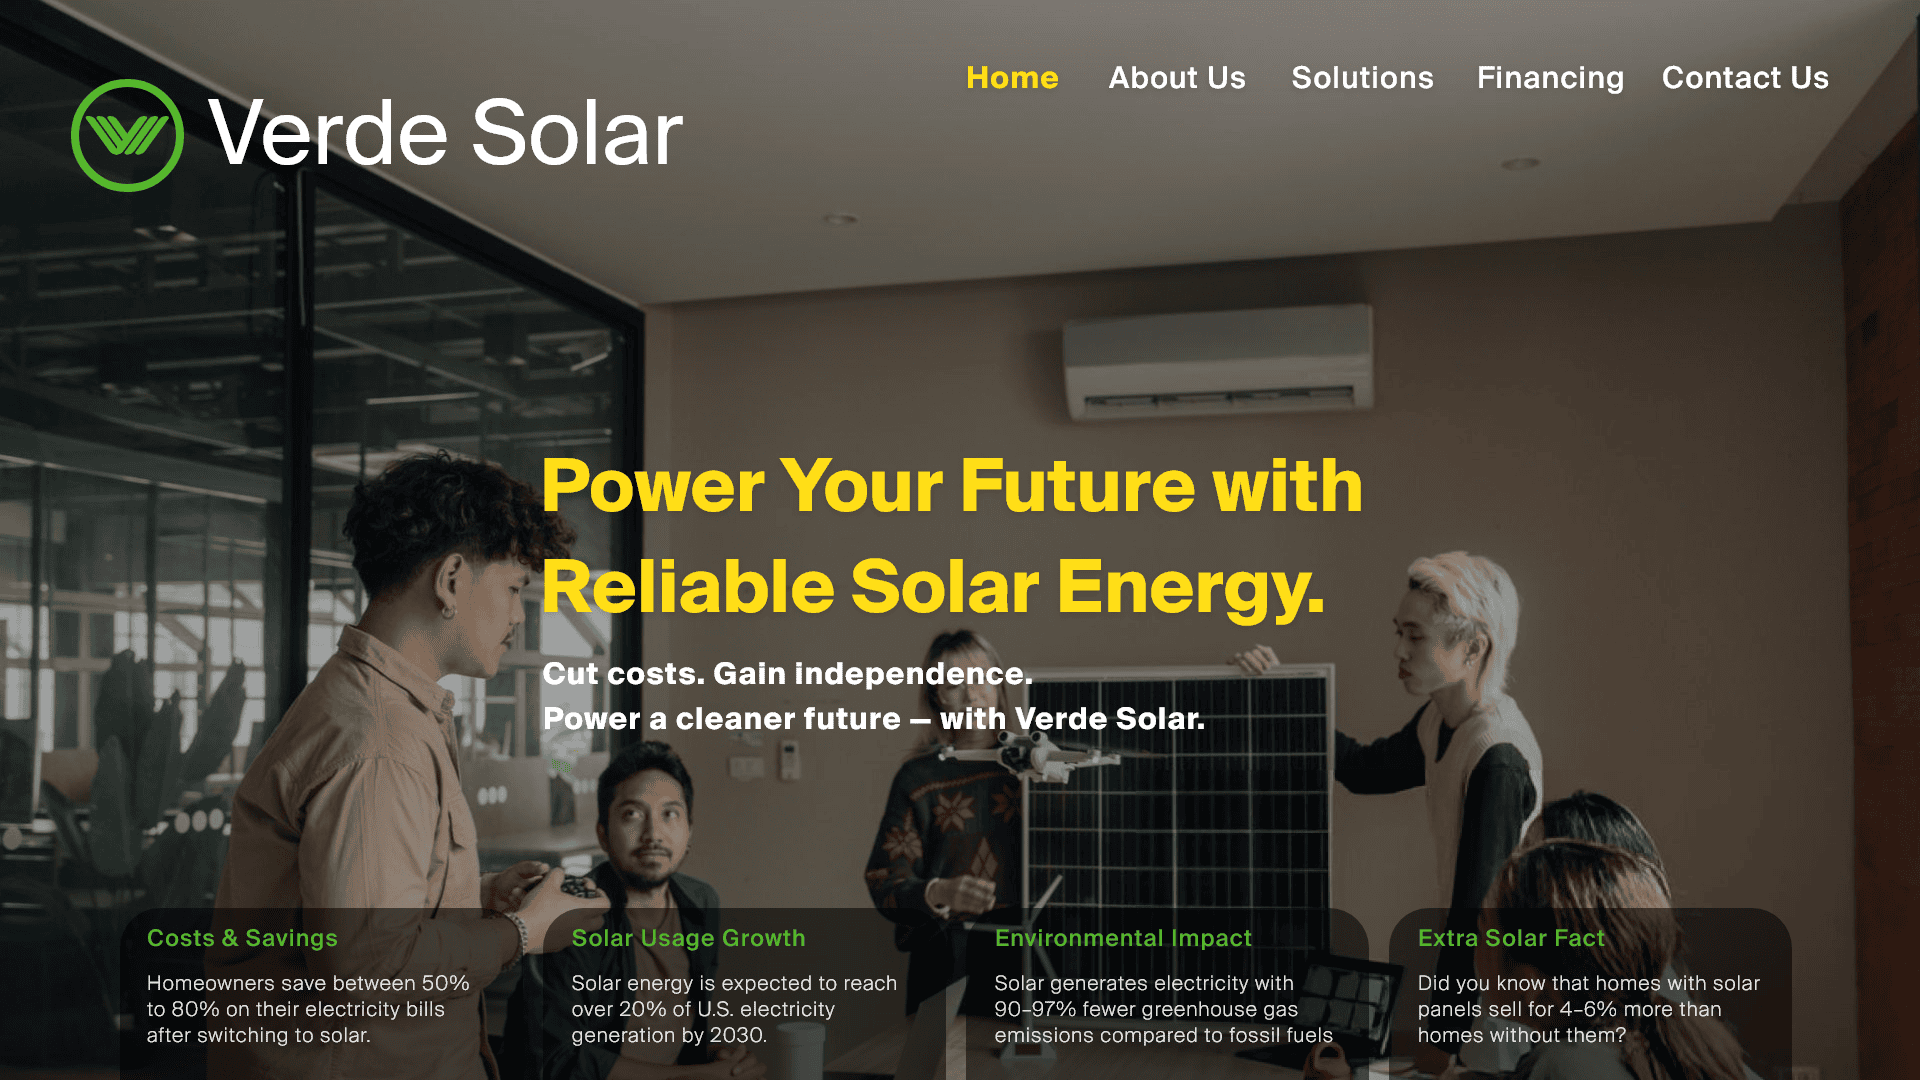 Verde Solar
Home About Us Solutions Financing Contact Us
Power Your Future with
Reliable Solar Energy.
Cut costs. Gain independence.
Power a cleaner future – with Verde Solar.
Costs & Savings
Homeowners save between 50%
to 80% on their electricity bills
after switching to solar.
Solar Usage Growth
Solar energy is expected to reach
over 20% of U.S. electricity
generation by 2030.
Environmental Impact
Solar generates electricity with
90–97% fewer greenhouse gas
emissions compared to fossil fuels
Extra Solar Fact
Did you know that homes with solar
panels sell for 4–6% more than
homes without them?